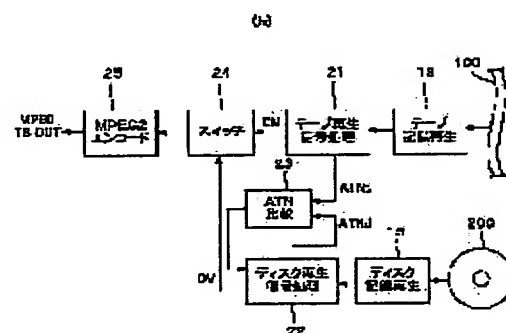 25
24
21
18
100
MPEG
TS OUT
MPEG2
エンコード
スイッチ
テープ再生
信号処理
テープ
記録再生
23
ATN
比較
200
DV
ディスク再生
信号処理
ディスク
記録再生
22